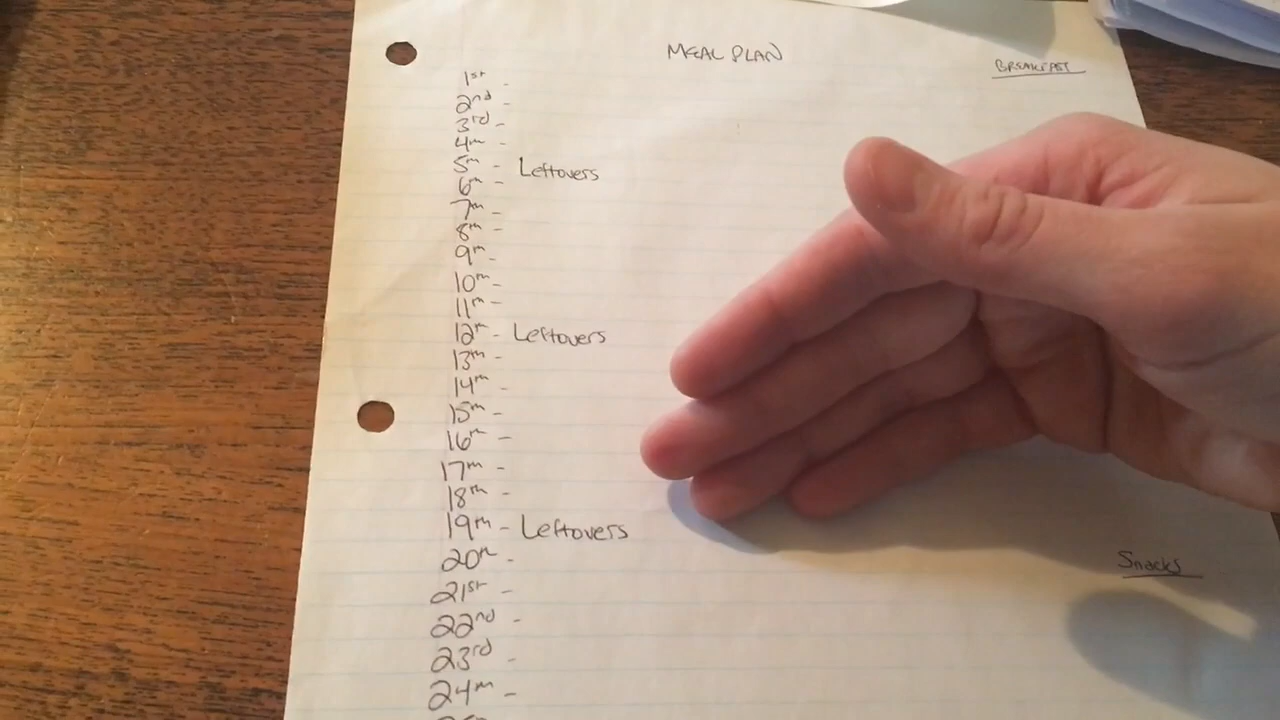 MEAL PLAN
BREAKFAST
1st -
2nd -
3rd -
4th -
5th - Leftovers
6th -
7th -
8th -
9th -
10th -
11th -
12th - Leftovers
13th -
14th -
15th -
16th -
17th -
18th -
19th - Leftovers
20th -
Snacks
21st -
22nd -
23rd -
24th -